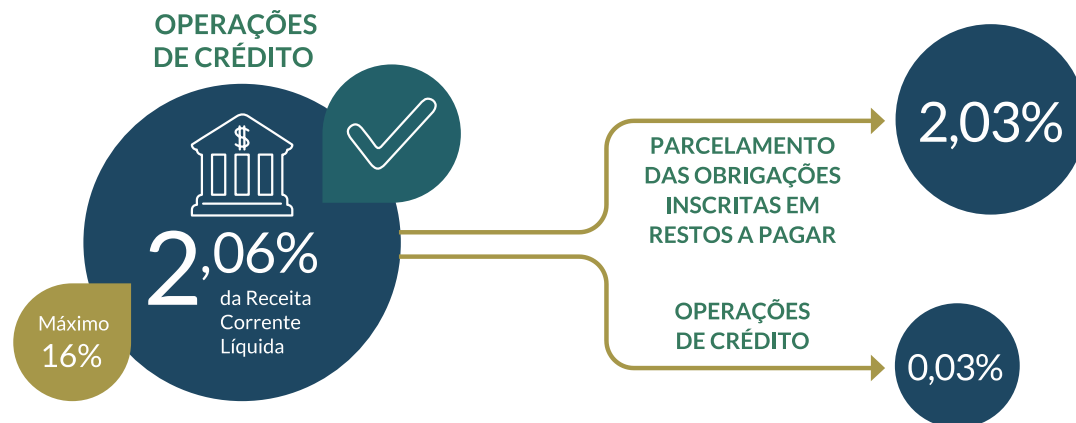 OPERAÇÕES
DE CRÉDITO
$
2,06%
da Receita
Corrente
Líquida
Máximo
16%
PARCELAMENTO
DAS OBRIGAÇÕES
INSCRITAS EM
RESTOS A PAGAR
2,03%
OPERAÇÕES
DE CRÉDITO
0,03%